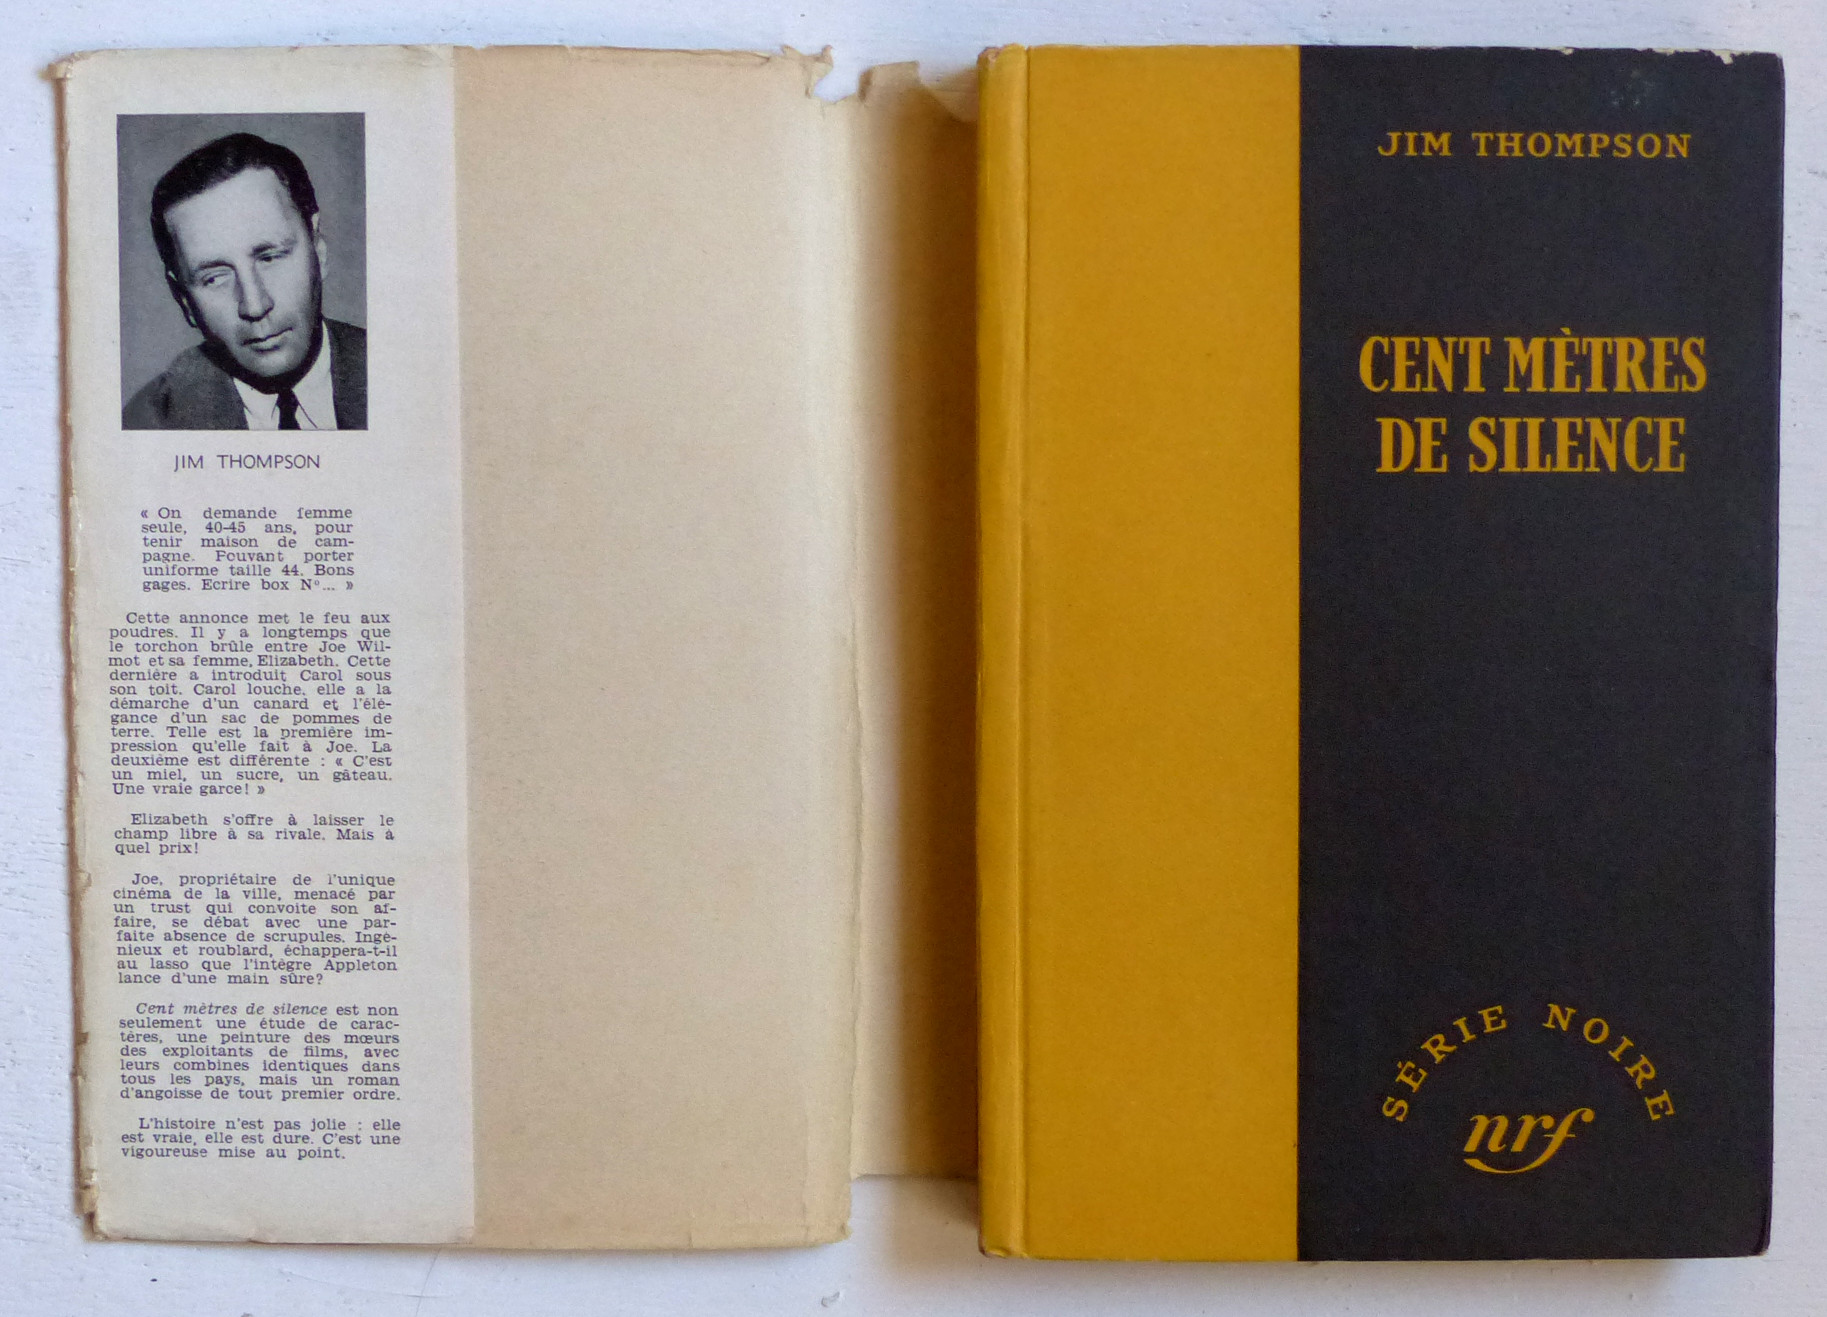 JIM THOMPSON
« On demande femme
seule, 40-45 ans, pour
tenir maison de cam-
pagne. Pouvant porter
uniforme taille 44. Bons
gages. Ecrire box N°... »
Cette annonce met le feu aux
poudres. Il y a longtemps que
le torchon brûle entre Joe Wil-
mot et sa femme, Elizabeth. Cette
dernière a introduit Carol sous
son toit. Carol louche, elle a la
démarche d'un canard et l'élé-
gance d'un sac de pommes de
terre. Telle est la première im-
pression qu'elle fait à Joe. La
deuxième est différente : « C'est
un miel, un sucre, un gâteau.
Une vraie garce! »
Elizabeth s'offre à laisser le
champ libre à sa rivale. Mais à
quel prix!
Joe, propriétaire de l'unique
cinéma de la ville, menacé par
un trust qui convoite son af-
faire, se débat avec une par-
faite absence de scrupules. Ingé-
nieux et roublard, échappera-t-il
au lasso que l'intègre Appleton
lance d'une main sûre?
Cent mètres de silence est non
seulement une étude de carac-
tères, une peinture des mœurs
des exploitants de films, avec
leurs combines identiques dans
tous les pays, mais un roman
d'angoisse de tout premier ordre.
L'histoire n'est pas jolie : elle
est vraie, elle est dure. C'est une
vigoureuse mise au point.
JIM THOMPSON
CENT MÈTRES
DE SILENCE
SÉRIE NOIRE
nrf